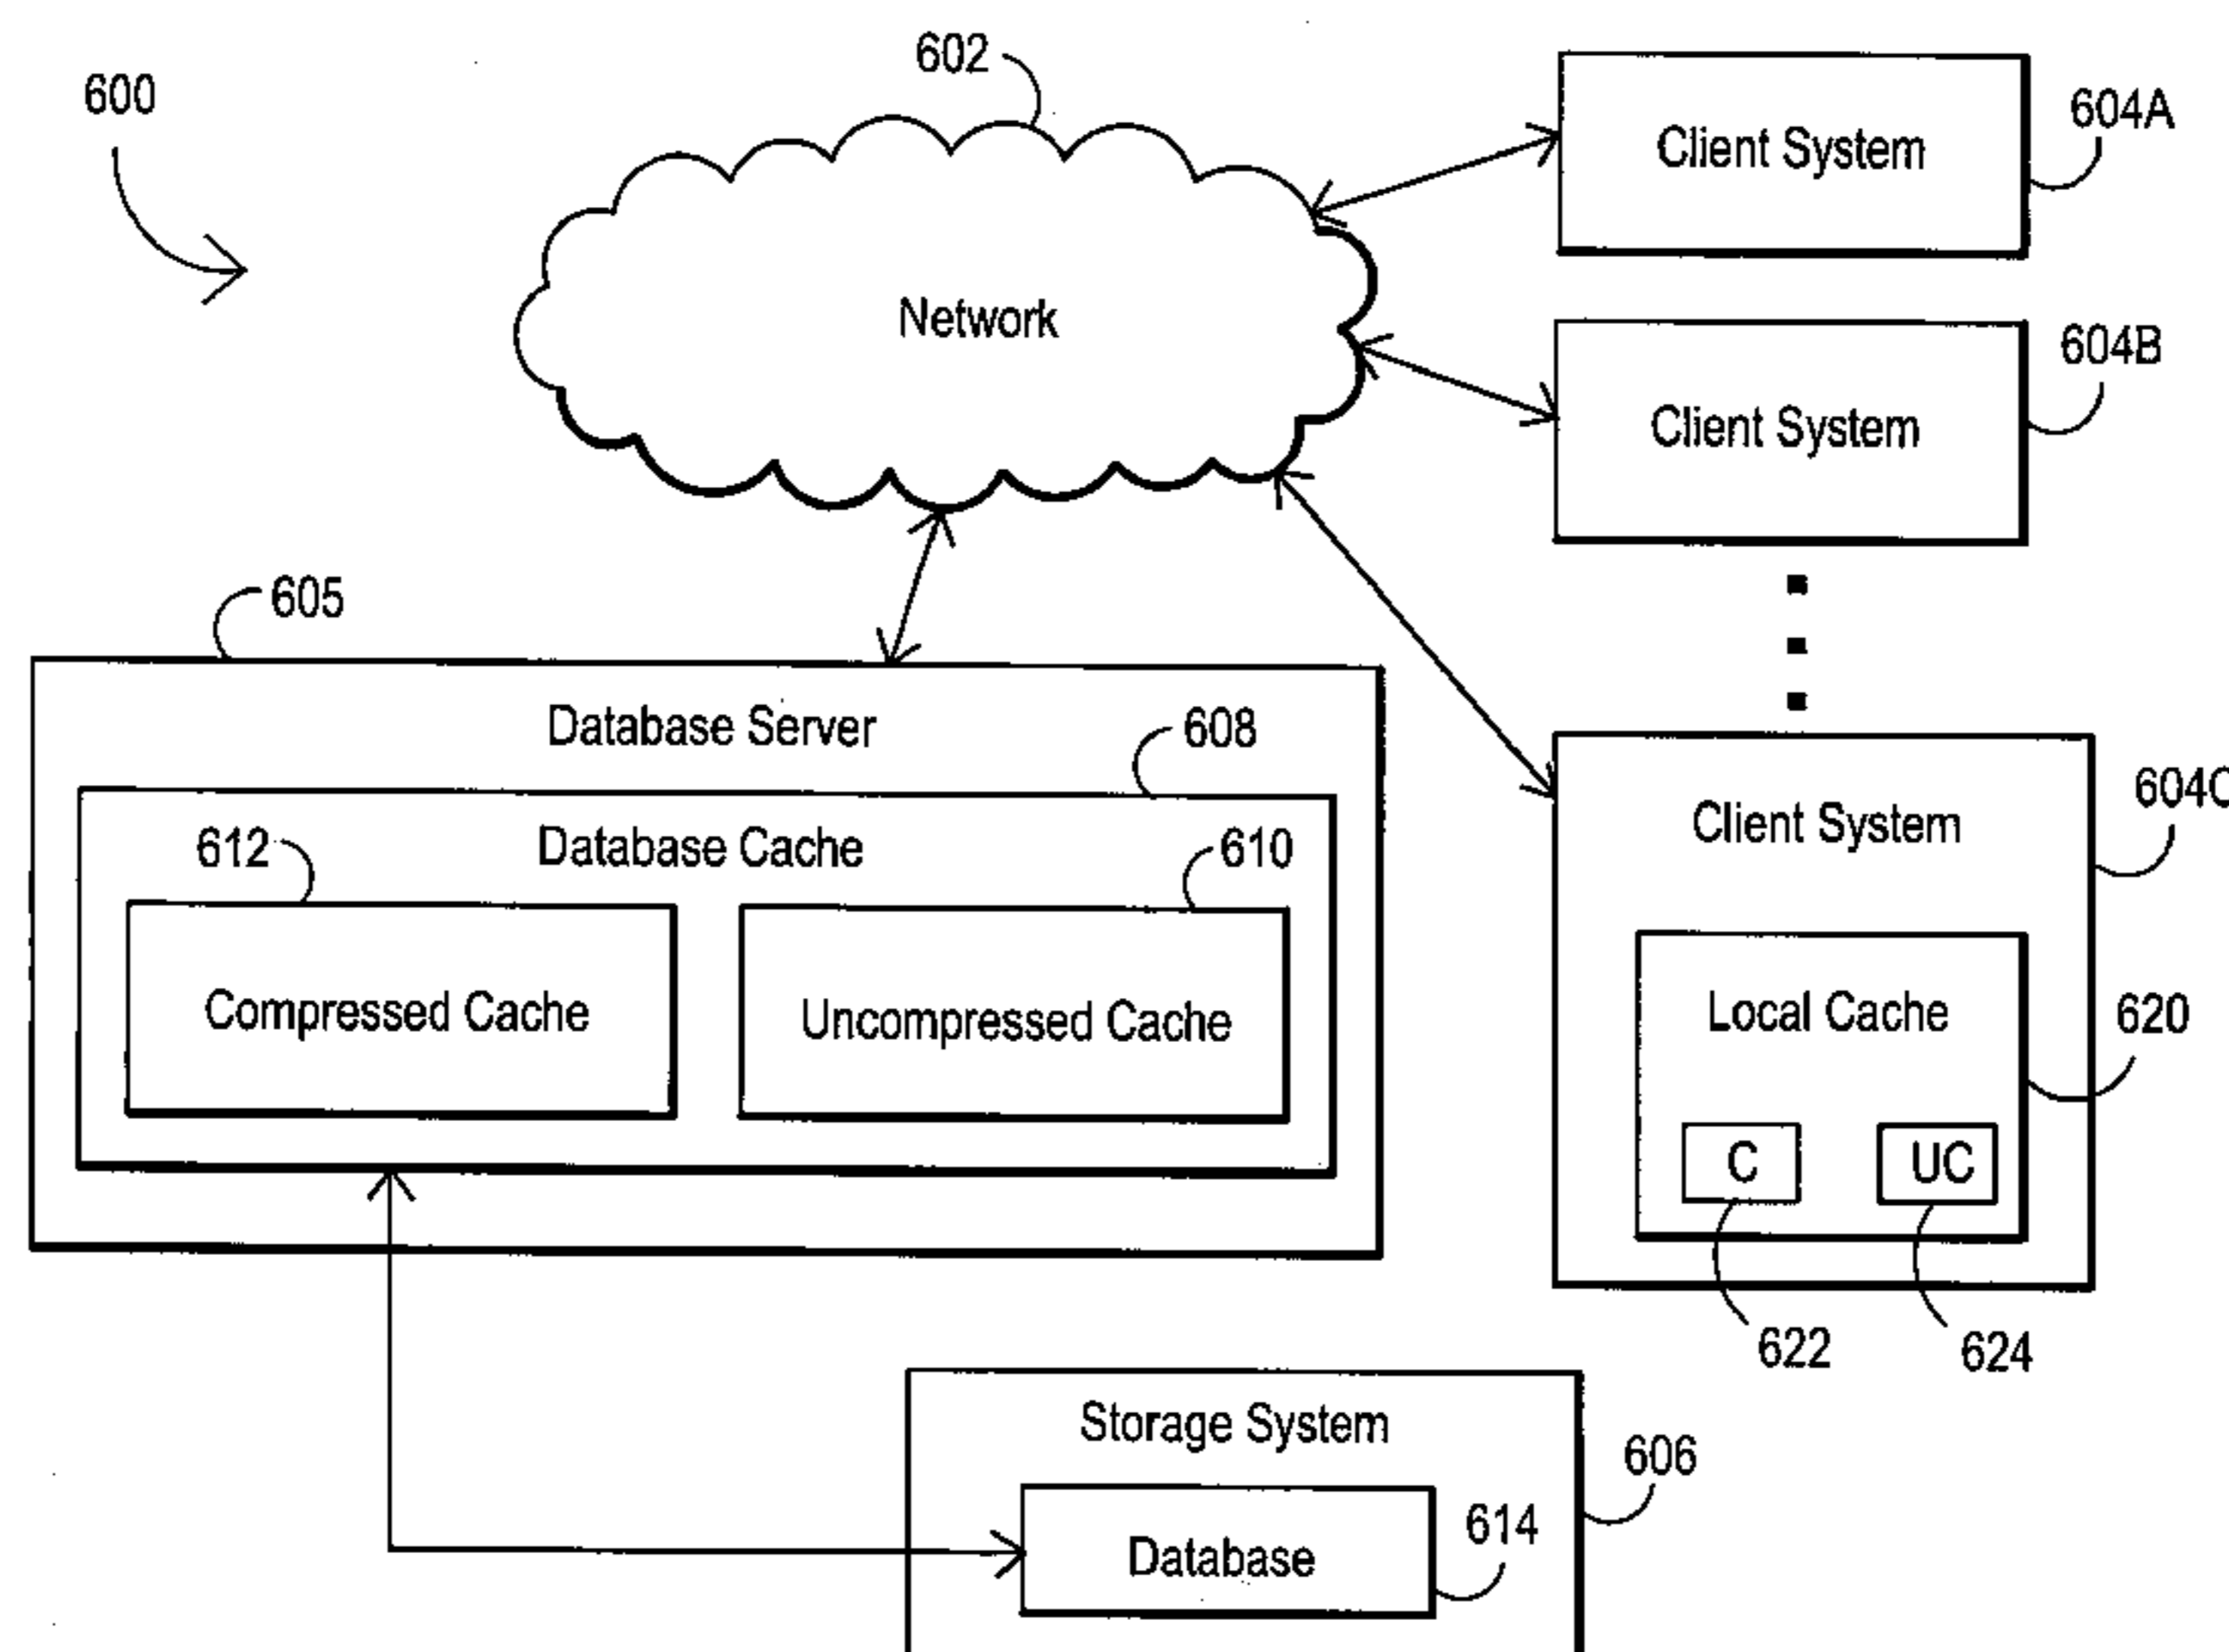 602
600
604A
Client System
Network
604B
Client System
605
Database Server
608
604C
Client System
612
Database Cache
610
Compressed Cache
Uncompressed Cache
Local Cache
620
C
UC
622
624
Storage System
606
614
Database